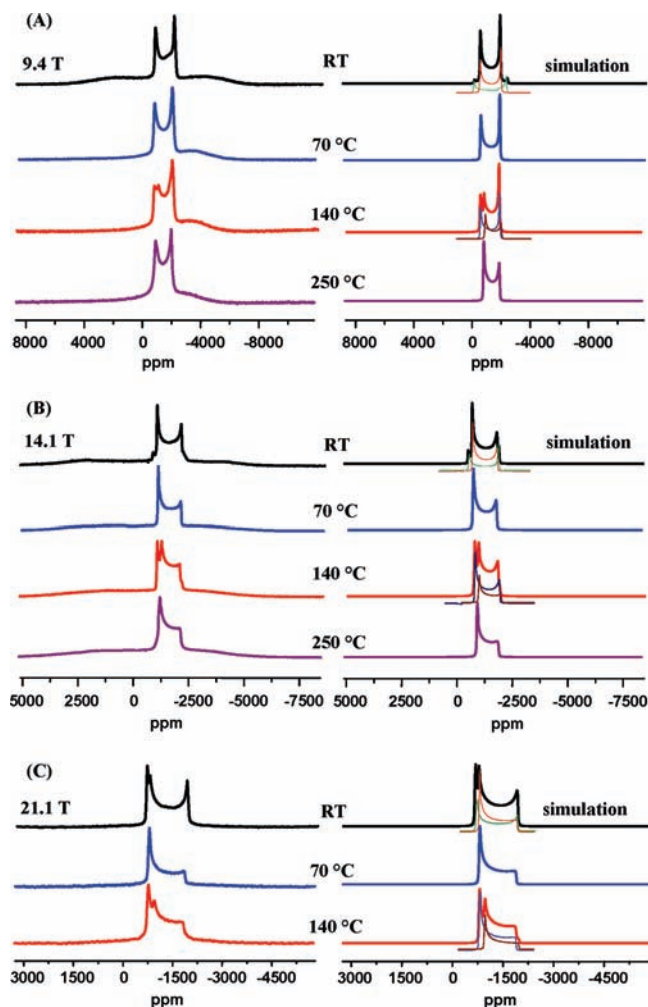 (A)
9.4 T RT simulation
70 °C
140 °C
250 °C
8000 4000 0 -4000 -8000 8000 4000 0 -4000 -8000
ppm ppm
(B)
14.1 T RT simulation
70 °C
140 °C
250 °C
5000 2500 0 -2500 -5000 -7500 5000 2500 0 -2500 -5000 -7500
ppm ppm
(C)
21.1 T RT simulation
70 °C
140 °C
3000 1500 0 -1500 -3000 -4500 3000 1500 0 -1500 -3000 -4500
ppm ppm